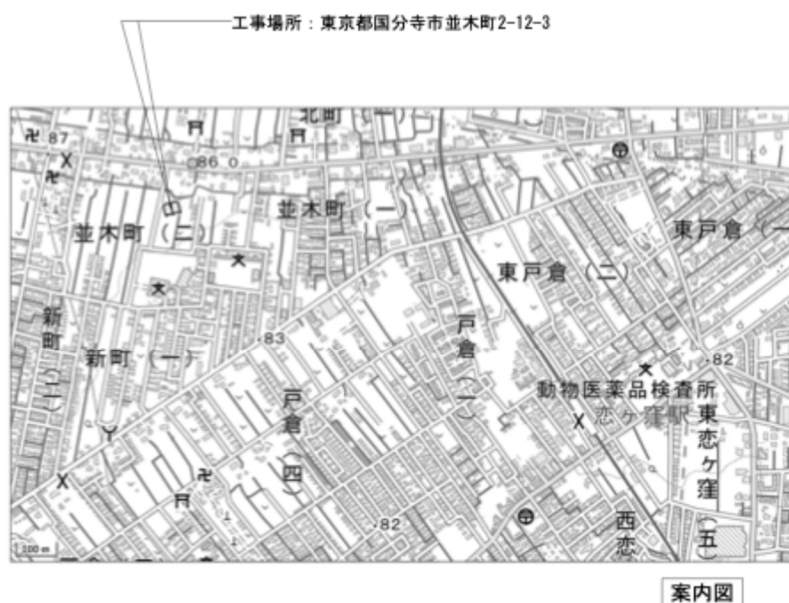 工事場所：東京都国分寺市並木町2-12-3
北町（一）
87
86.0
並木町（二）
並木町（一）
東戸倉（一
東戸倉（二）
新町（二）
新町（一）
83
戸倉（一）
戸倉（四）
82
動物医薬品検査所
恋ヶ窪駅
東恋ヶ窪（五）
82
西恋
100 m
案内図